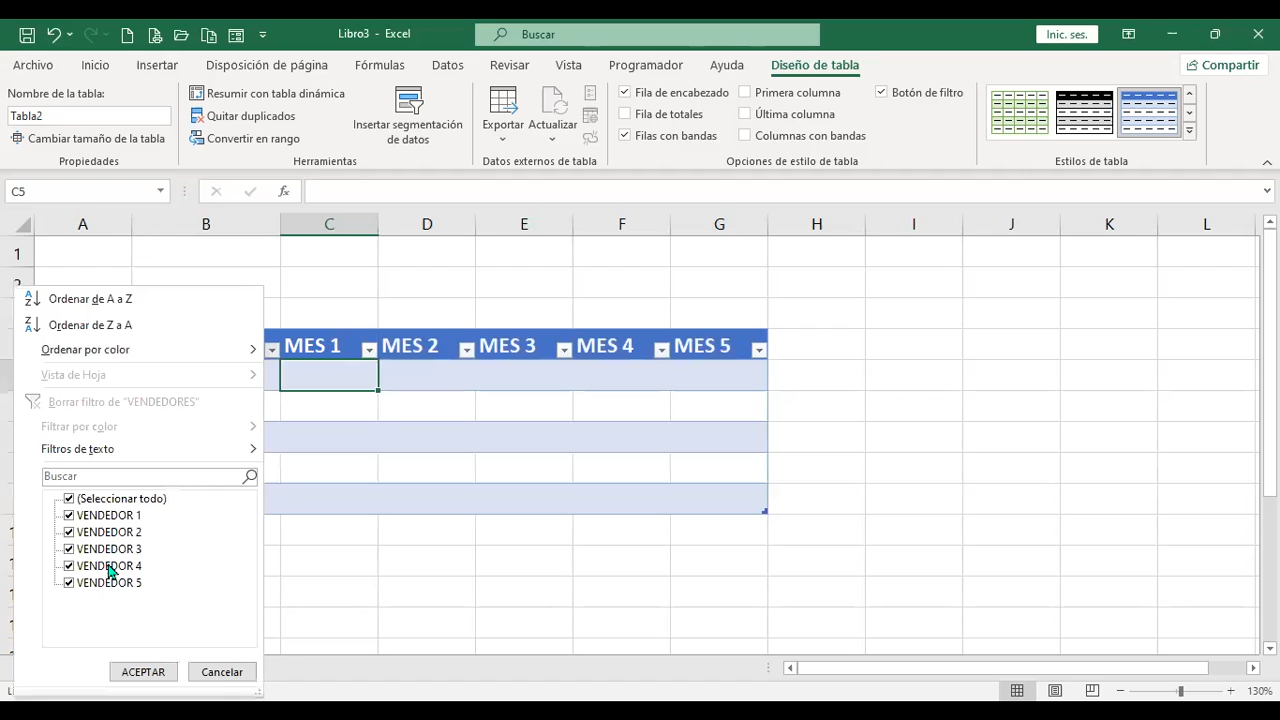 Libro3 - Excel
Buscar
Inic. ses.
Archivo Inicio Insertar Disposición de página Fórmulas Datos Revisar Vista Programador Ayuda Diseño de tabla Compartir
Nombre de la tabla:
Tabla2
Cambiar tamaño de la tabla
Propiedades
Resumir con tabla dinámica
Quitar duplicados
Convertir en rango
Insertar segmentación de datos
Herramientas
Exportar Actualizar
Datos externos de tabla
Fila de encabezado Primera columna Botón de filtro
Fila de totales Última columna
Filas con bandas Columnas con bandas
Opciones de estilo de tabla
Estilos de tabla
C5 fx
A B C D E F G H I J K L
1
2
Ordenar de A a Z
Ordenar de Z a A
Ordenar por color
Vista de Hoja
Borrar filtro de "VENDEDORES"
Filtrar por color
Filtros de texto
Buscar
(Seleccionar todo)
VENDEDOR 1
VENDEDOR 2
VENDEDOR 3
VENDEDOR 4
VENDEDOR 5
ACEPTAR Cancelar
MES 1 MES 2 MES 3 MES 4 MES 5
130%